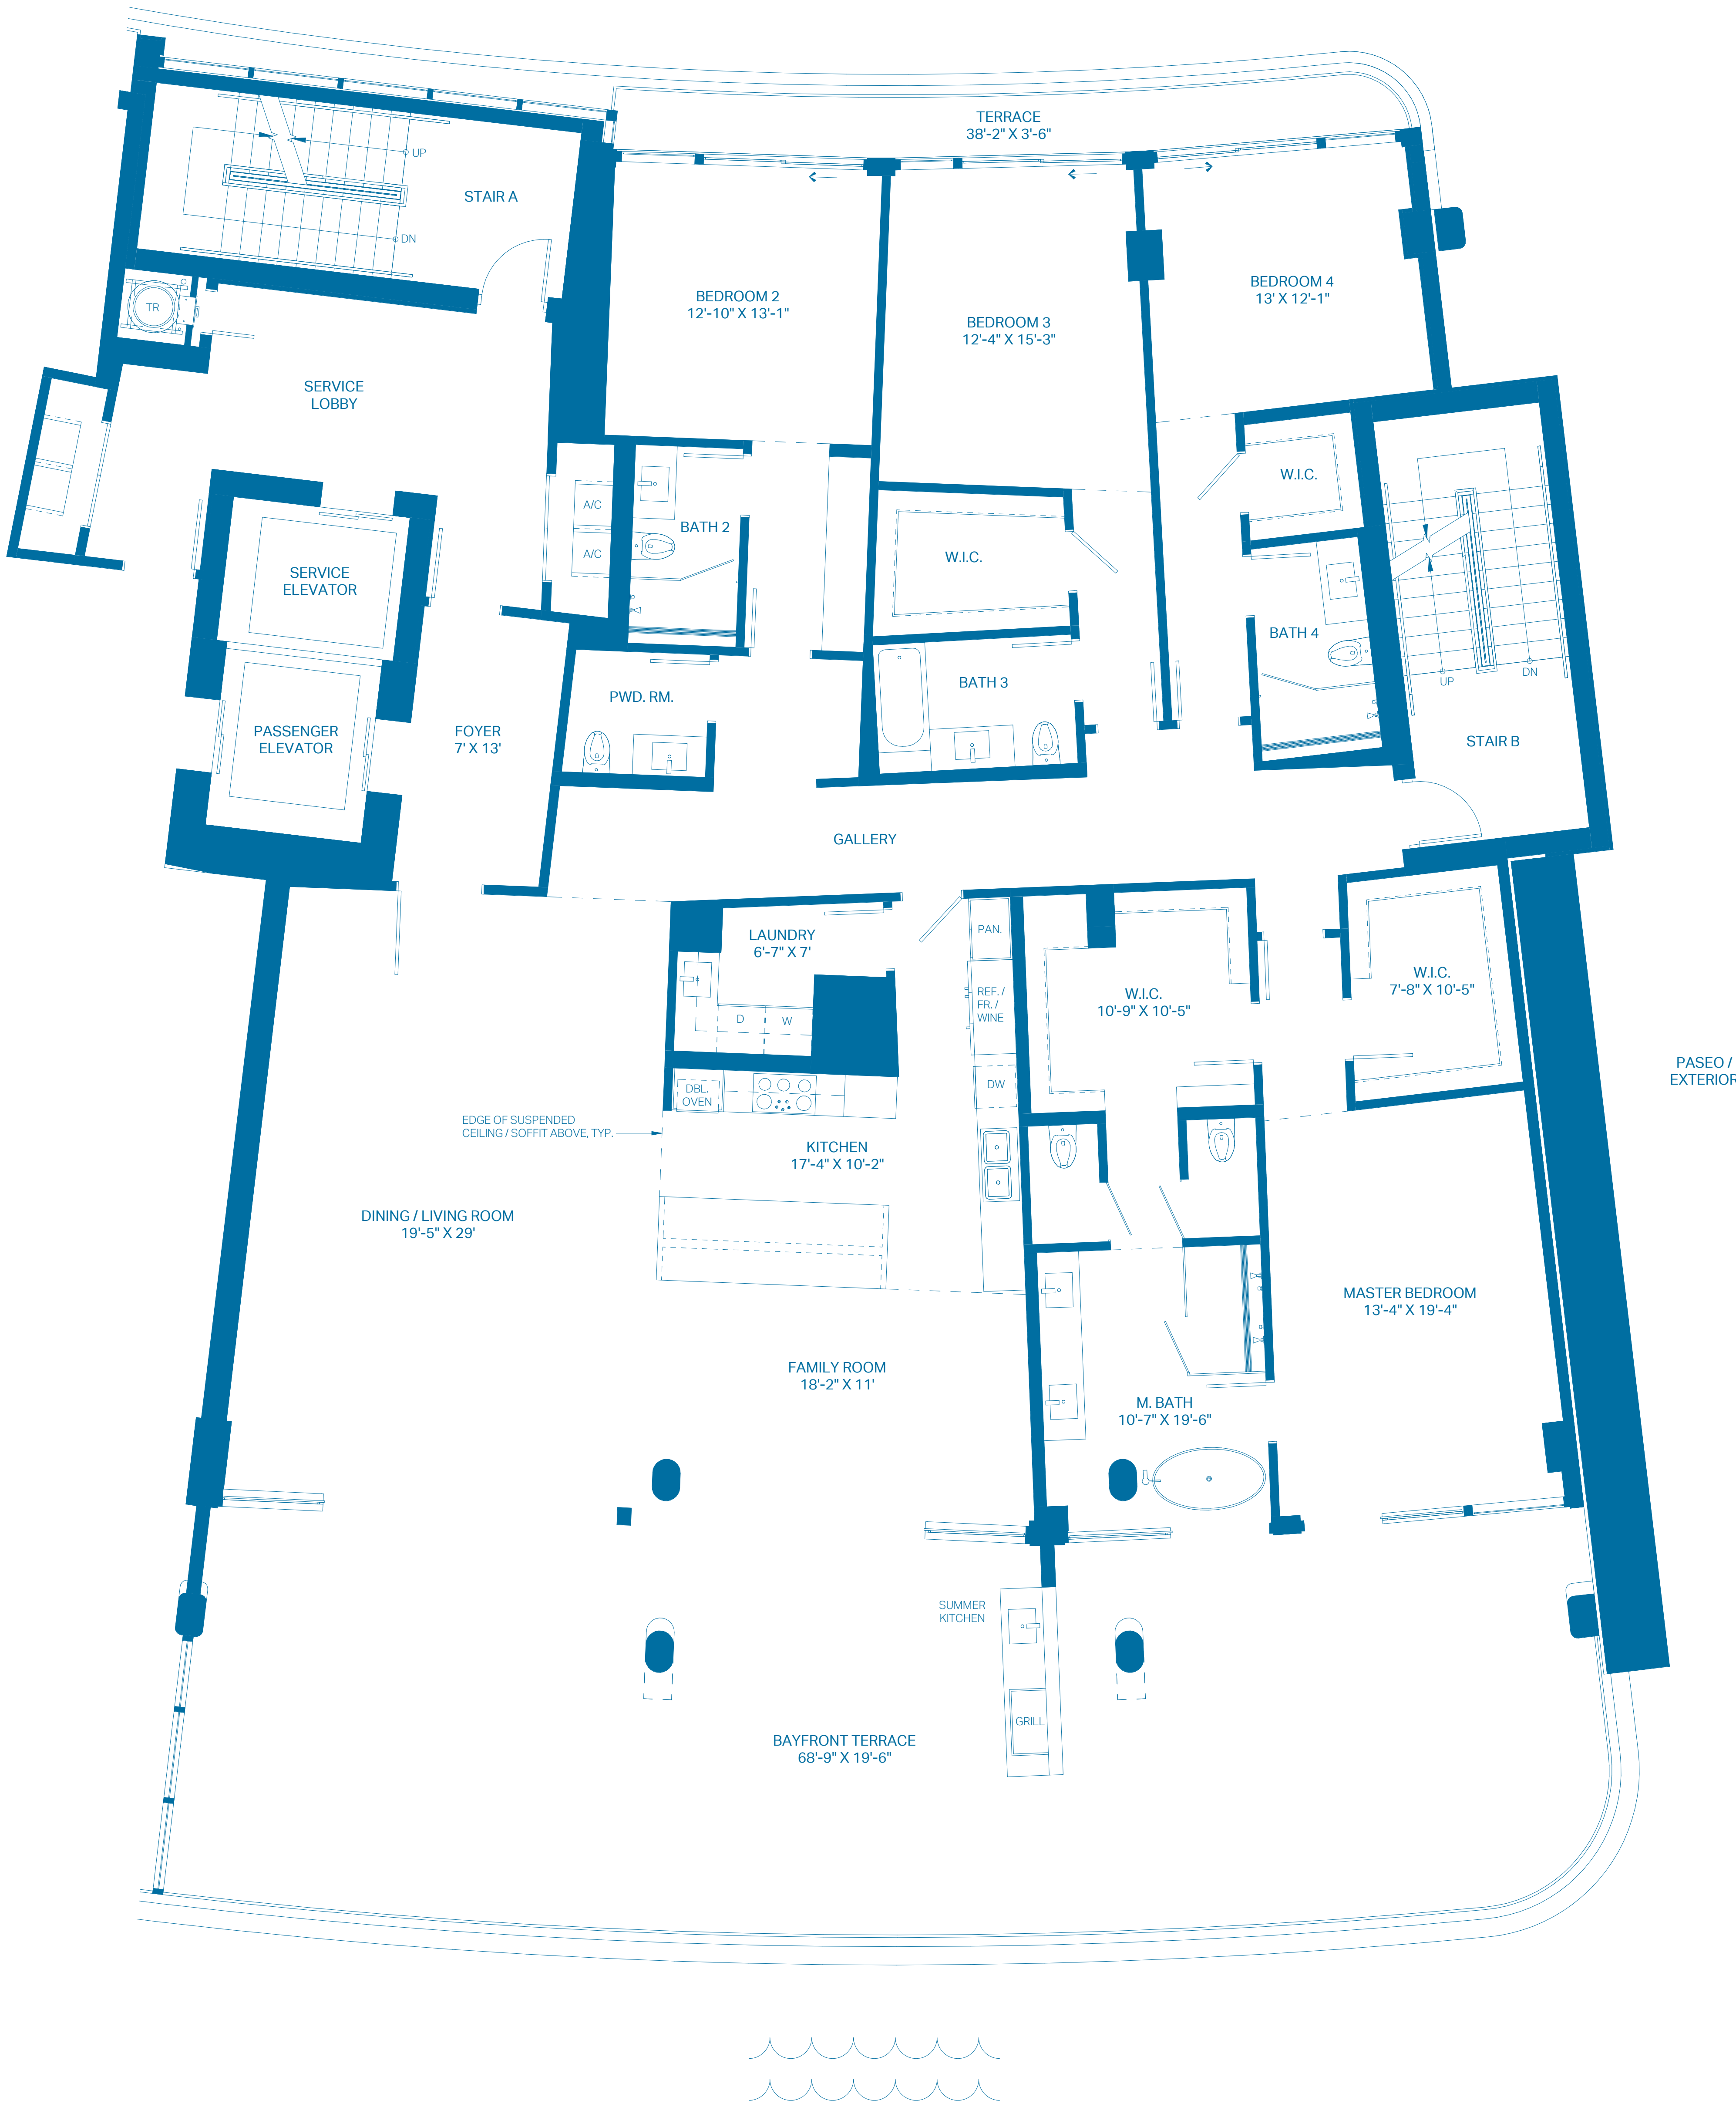 TERRACE
38'-2" X 3'-6"
UP
STAIR A
DN
TR
BEDROOM 2
12'-10" X 13'-1"
BEDROOM 3
12'-4" X 15'-3"
BEDROOM 4
13' X 12'-1"
SERVICE
LOBBY
A/C
A/C
BATH 2
W.I.C.
W.I.C.
SERVICE
ELEVATOR
BATH 4
BATH 3
PWD. RM.
UP
DN
STAIR B
PASSENGER
ELEVATOR
FOYER
7' X 13'
GALLERY
LAUNDRY
6'-7" X 7'
PAN.
REF. /
FR. /
WINE
D
W
W.I.C.
10'-9" X 10'-5"
W.I.C.
7'-8" X 10'-5"
PASEO /
EXTERIOR
DBL.
OVEN
DW
EDGE OF SUSPENDED
CEILING / SOFFIT ABOVE, TYP.
KITCHEN
17'-4" X 10'-2"
DINING / LIVING ROOM
19'-5" X 29'
MASTER BEDROOM
13'-4" X 19'-4"
FAMILY ROOM
18'-2" X 11'
M. BATH
10'-7" X 19'-6"
SUMMER
KITCHEN
GRILL
BAYFRONT TERRACE
68'-9" X 19'-6"